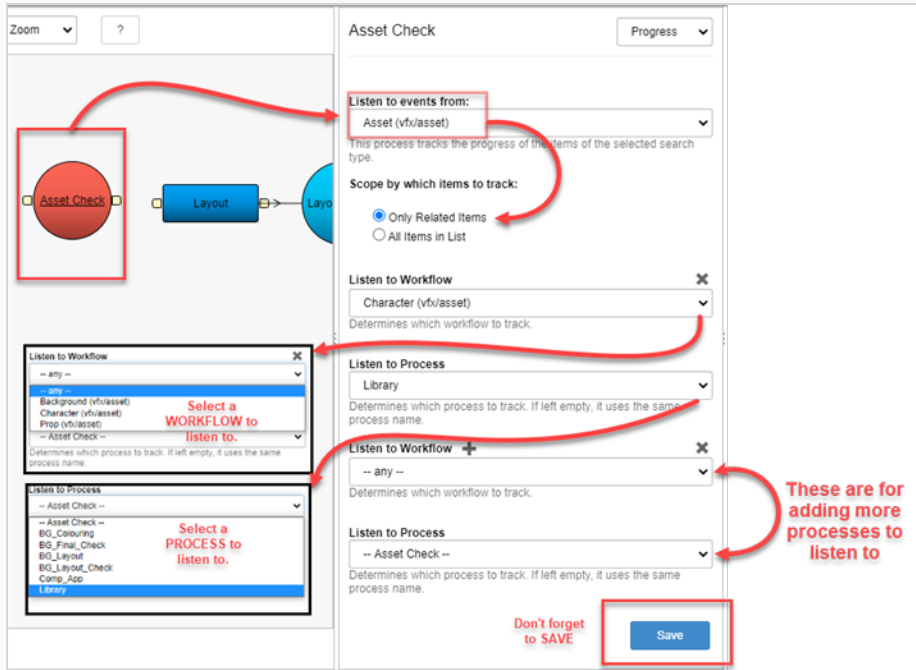 Zoom
?
Asset Check
Progress
Listen to events from:
Asset (vfx/asset)
This process tracks the progress of the items of the selected search
type.
Scope by which items to track:
Only Related Items
All Items in List
Asset Check
Layout
Layo
Listen to Workflow
Character (vfx/asset)
Determines which workflow to track.
Listen to Process
Library
Determines which process to track. If left empty, it uses the same
process name.
Listen to Workflow
-- any --
Determines which workflow to track.
Listen to Process
-- Asset Check --
Determines which process to track. If left empty, it uses the same
process name.
Save
Listen to Workflow
-- any --
-- any --
Background (vfx/asset)
Character (vfx/asset)
Prop (vfx/asset)
-- Asset Check --
Determines which process to track. If left empty, it uses the same
process name.
Select a
WORKFLOW to
listen to.
Listen to Process
-- Asset Check --
-- Asset Check --
BG_Colouring
BG_Final_Check
BG_Layout
BG_Layout_Check
Comp_App
Library
Select a
PROCESS to
listen to.
These are for
adding more
processes to
listen to
Don't forget
to SAVE